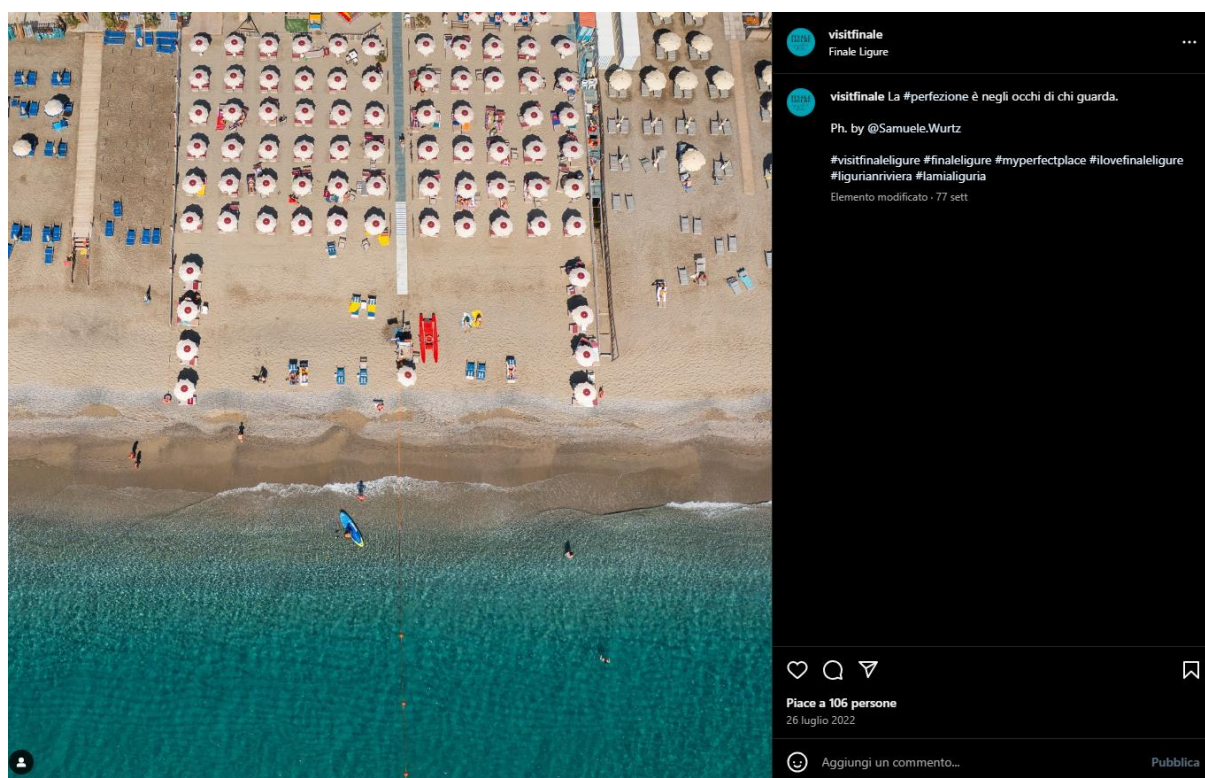 visitfinale
Finale Ligure
visitfinale La #perfezione è negli occhi di chi guarda.
Ph. by @Samuele.Wurtz
#visitfinaleligure #finaleligure #myperfectplace #ilovefinaleligure
#ligurianriviera #lamialiguria
Elemento modificato · 77 sett
Piace a 106 persone
26 luglio 2022
Aggiungi un commento...
Pubblica